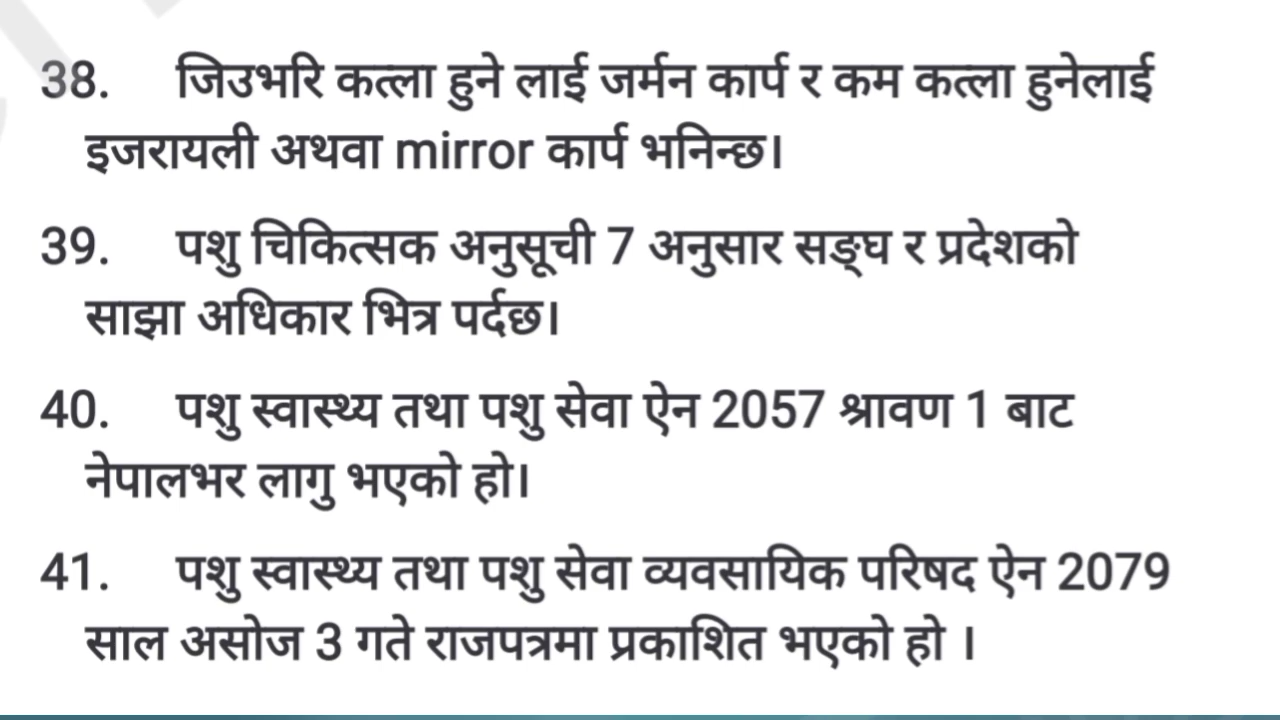 38. जिउभरि कत्ला हुने लाई जर्मन कार्प र कम कत्ला हुनेलाई
इजरायली अथवा mirror कार्प भनिन्छ।
39. पशु चिकित्सक अनुसूची 7 अनुसार सङ्घ र प्रदेशको
साझा अधिकार भित्र पर्दछ।
40. पशु स्वास्थ्य तथा पशु सेवा ऐन 2057 श्रावण 1 बाट
नेपालभर लागु भएको हो।
41. पशु स्वास्थ्य तथा पशु सेवा व्यवसायिक परिषद ऐन 2079
साल असोज 3 गते राजपत्रमा प्रकाशित भएको हो ।